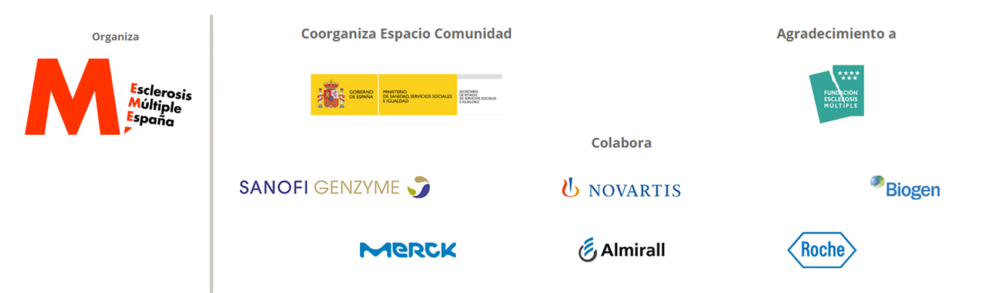 Organiza
M
Esclerosis
Múltiple
España
Coorganiza Espacio Comunidad
GOBIERNO
DE ESPAÑA
MINISTERIO
DE SANIDAD, SERVICIOS SOCIALES
E IGUALDAD
SECRETARÍA
DE ESTADO
DE SERVICIOS SOCIALES
E IGUALDAD
Agradecimiento a
FUNDACIÓN
ESCLEROSIS
MÚLTIPLE
Colabora
SANOFI GENZYME
NOVARTIS
Biogen
MERCK
Almirall
Roche